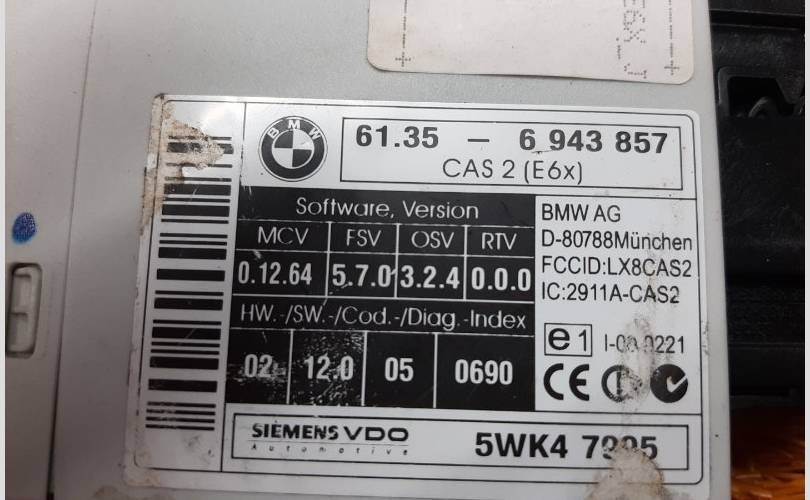 E6X J
BMW
61.35 – 6 943 857
CAS 2 (E6x)
Software, Version
MCV FSV OSV RTV
0.12.64 5.7.0 3.2.4 0.0.0
HW.-/SW.-/Cod.-/Diag.-Index
02 12.0 05 0690
BMW AG
D-80788München
FCCID:LX8CAS2
IC:2911A-CAS2
e1
CE
SIEMENS VDO
Automotive
5WK4